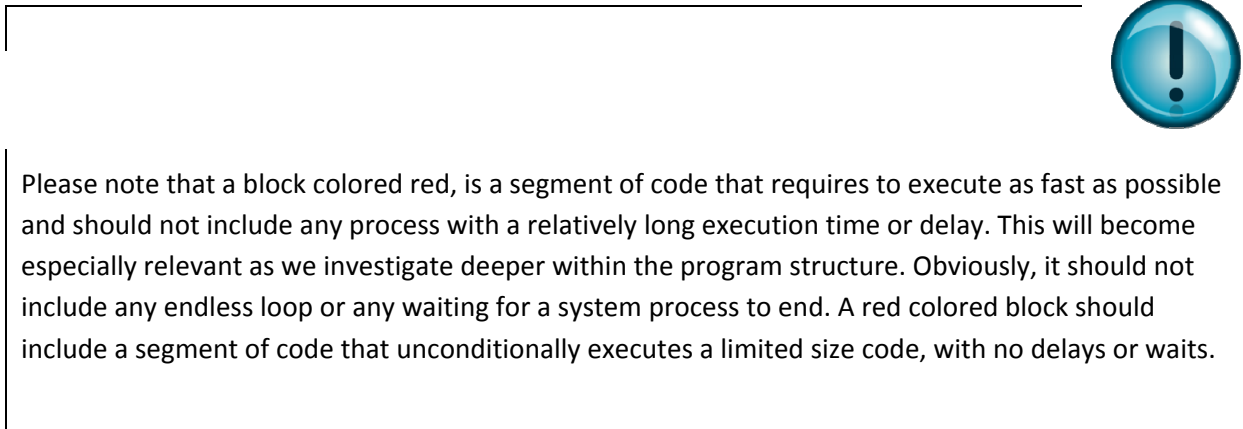 Please note that a block colored red, is a segment of code that requires to execute as fast as possible
and should not include any process with a relatively long execution time or delay. This will become
especially relevant as we investigate deeper within the program structure. Obviously, it should not
include any endless loop or any waiting for a system process to end. A red colored block should
include a segment of code that unconditionally executes a limited size code, with no delays or waits.